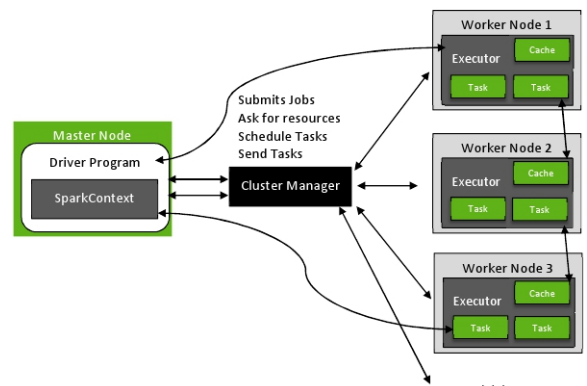 Worker Node 1
Executor
Cache
Task
Task
Submits Jobs
Ask for resources
Schedule Tasks
Send Tasks
Master Node
Driver Program
SparkContext
Cluster Manager
Worker Node 2
Executor
Cache
Task
Task
Worker Node 3
Executor
Cache
Task
Task